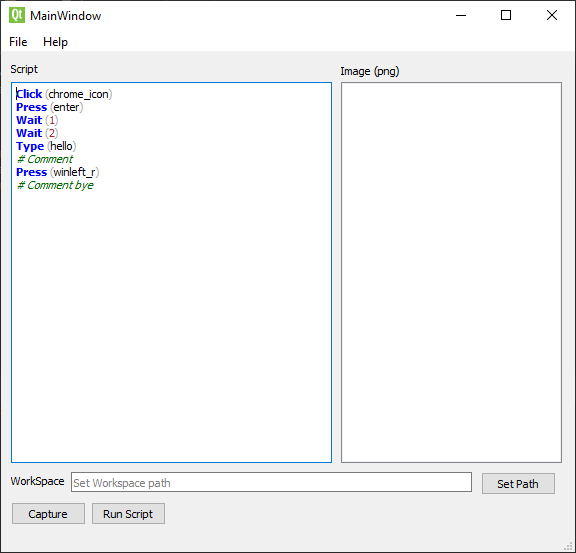 Qt MainWindow
File Help
Script
Image (png)
Click (chrome_icon)
Press (enter)
Wait (1)
Wait (2)
Type (hello)
# Comment
Press (winleft_r)
# Comment bye
WorkSpace Set Workspace path Set Path
Capture Run Script